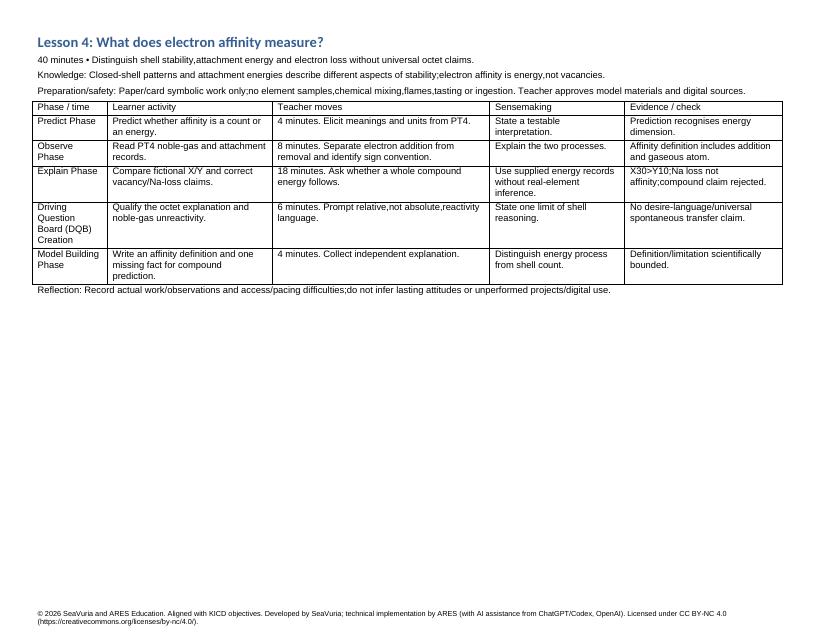 Lesson 4: What does electron affinity measure?
40 minutes • Distinguish shell stability,attachment energy and electron loss without universal octet claims.
Knowledge: Closed-shell patterns and attachment energies describe different aspects of stability;electron affinity is energy,not vacancies.
Preparation/safety: Paper/card symbolic work only;no element samples,chemical mixing,flames,tasting or ingestion. Teacher approves model materials and digital sources.
Phase / time
Learner activity
Teacher moves
Sensemaking
Evidence / check
Predict Phase
Predict whether affinity is a count or
an energy.
4 minutes. Elicit meanings and units from PT4.
State a testable
interpretation.
Prediction recognises energy
dimension.
Observe
Phase
Read PT4 noble-gas and attachment
records.
8 minutes. Separate electron addition from
removal and identify sign convention.
Explain the two processes.
Affinity definition includes addition
and gaseous atom.
Explain Phase
Compare fictional X/Y and correct
vacancy/Na-loss claims.
18 minutes. Ask whether a whole compound
energy follows.
Use supplied energy records
without real-element
inference.
X30>Y10;Na loss not
affinity;compound claim rejected.
Driving
Question
Board (DQB)
Creation
Qualify the octet explanation and
noble-gas unreactivity.
6 minutes. Prompt relative,not absolute,reactivity
language.
State one limit of shell
reasoning.
No desire-language/universal
spontaneous transfer claim.
Model Building
Phase
Write an affinity definition and one
missing fact for compound
prediction.
4 minutes. Collect independent explanation.
Distinguish energy process
from shell count.
Definition/limitation scientifically
bounded.
Reflection: Record actual work/observations and access/pacing difficulties;do not infer lasting attitudes or unperformed projects/digital use.
© 2026 SeaVuria and ARES Education. Aligned with KICD objectives. Developed by SeaVuria; technical implementation by ARES (with AI assistance from ChatGPT/Codex, OpenAI). Licensed under CC BY-NC 4.0
(https://creativecommons.org/licenses/by-nc/4.0/).